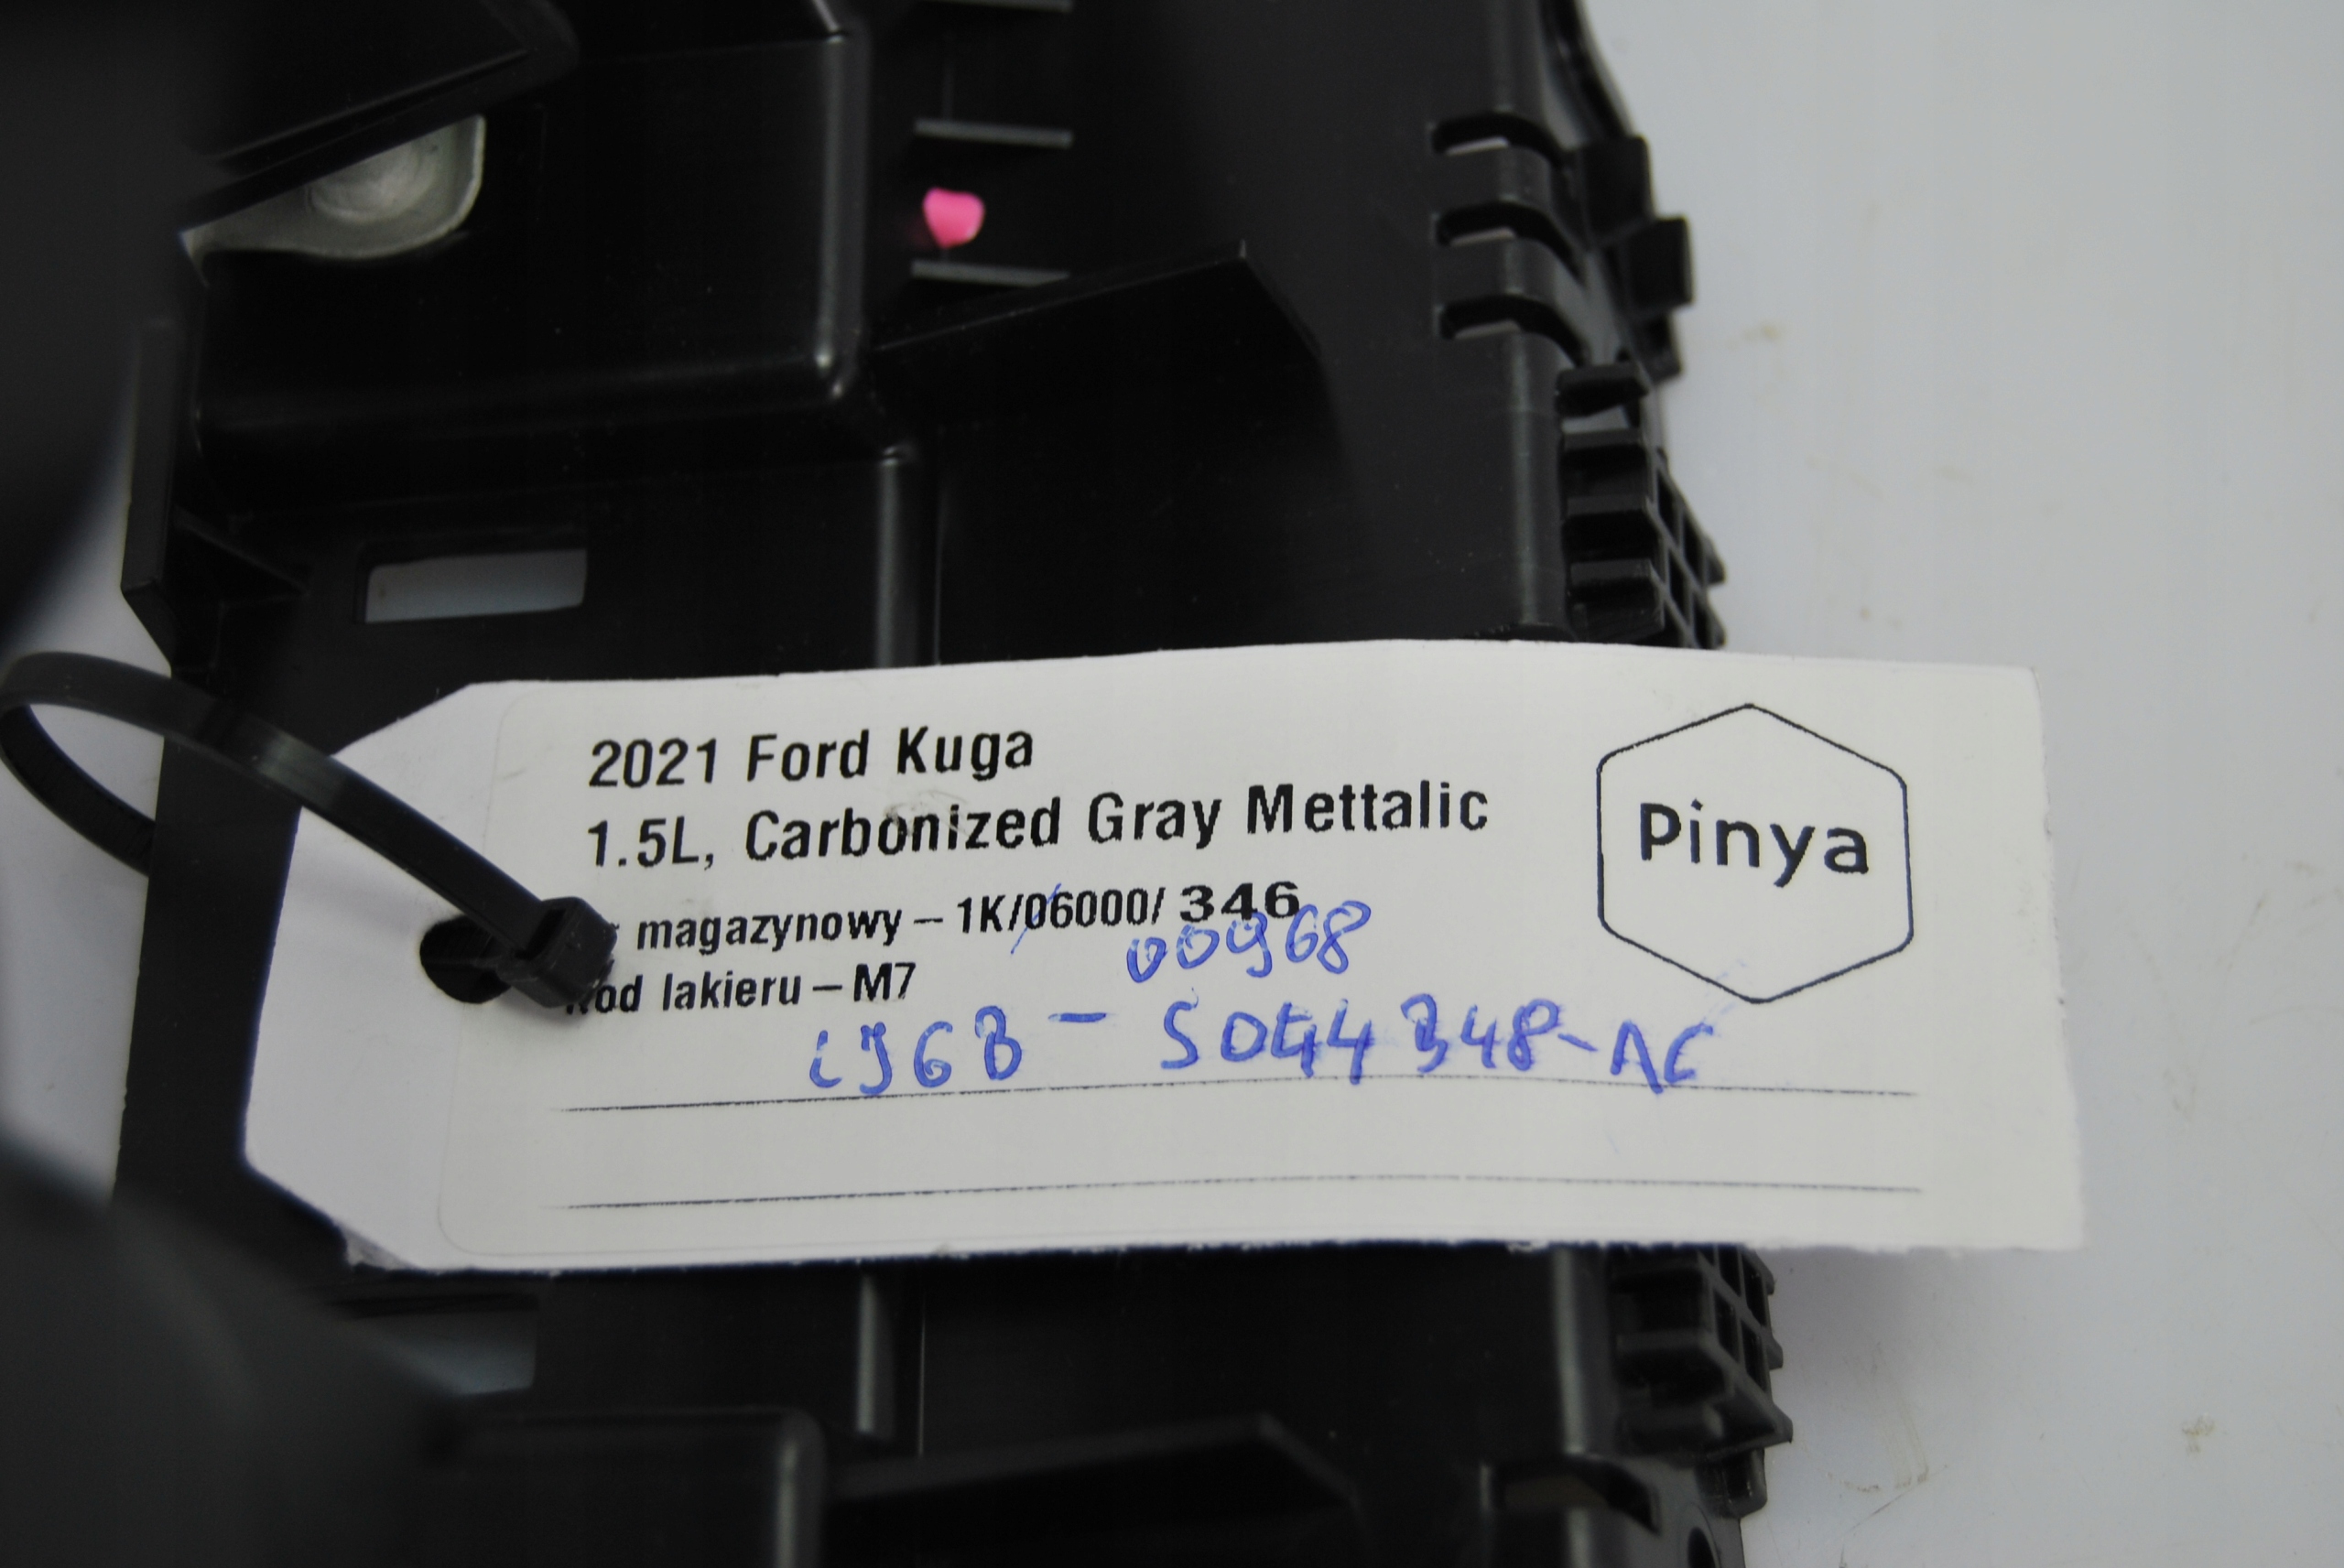 2021 Ford Kuga
1.5L, Carbonized Gray Mettalic
Pinya
magazynowy – 1K/06000/ 346
00968
Kod lakieru – M7
LJ6B - S044348-AC